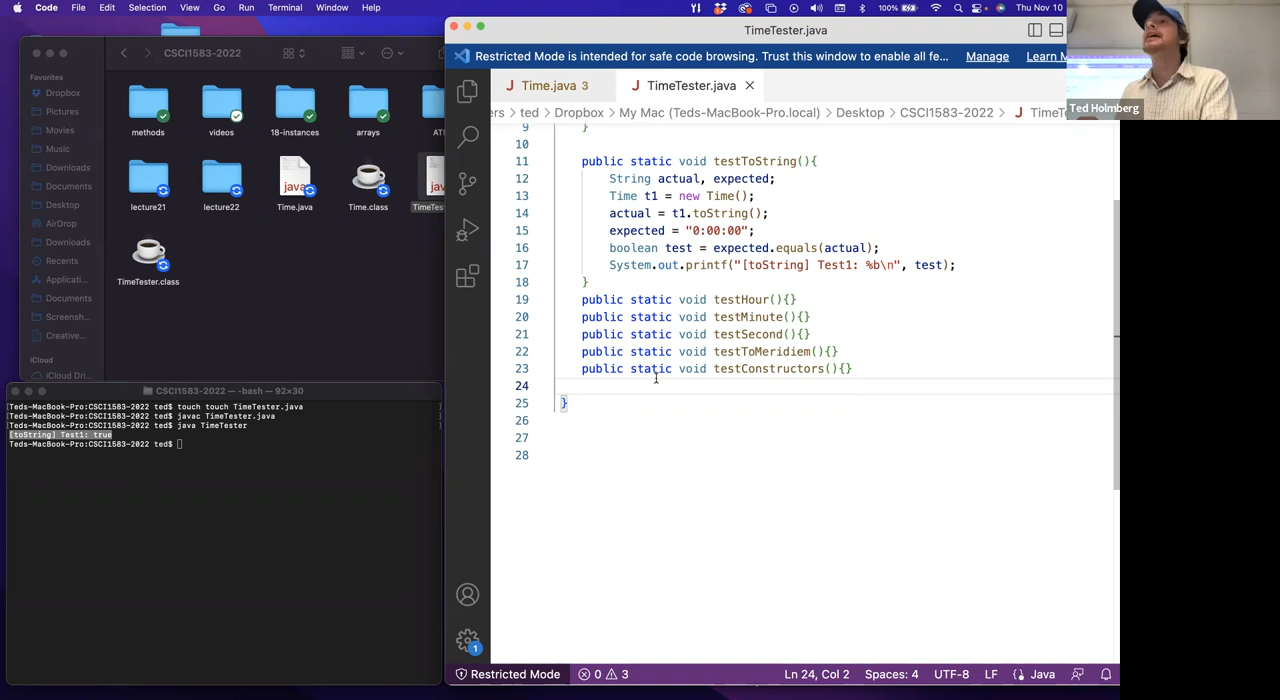 Code File Edit Selection View Go Run Terminal Window Help
100% Thu Nov 10
CSCI1583-2022
Favorites
Dropbox
Pictures
Movies
Music
Downloads
Documents
Desktop
AirDrop
Downloads
Recents
Applicati...
Documents
Screensh...
Creative...
iCloud
iCloud Dri...
methods
videos
18-instances
arrays
lecture21
lecture22
Time.java
Time.class
TimeTester.class
CSCI1583-2022 — -bash — 92×30
[Teds-MacBook-Pro:CSCI1583-2022 ted$ touch touch TimeTester.java ]
[Teds-MacBook-Pro:CSCI1583-2022 ted$ javac TimeTester.java ]
[Teds-MacBook-Pro:CSCI1583-2022 ted$ java TimeTester ]
[toString] Test1: true
Teds-MacBook-Pro:CSCI1583-2022 ted$
TimeTester.java
Restricted Mode is intended for safe code browsing. Trust this window to enable all fe... Manage Learn M
J Time.java 3 J TimeTester.java ×
ers > ted > Dropbox > My Mac (Teds-MacBook-Pro.local) > Desktop > CSCI1583-2022 > J TimeT
9 }
10
11 public static void testToString(){
12 String actual, expected;
13 Time t1 = new Time();
14 actual = t1.toString();
15 expected = "0:00:00";
16 boolean test = expected.equals(actual);
17 System.out.printf("[toString] Test1: %b\n", test);
18 }
19 public static void testHour(){}
20 public static void testMinute(){}
21 public static void testSecond(){}
22 public static void testToMeridiem(){}
23 public static void testConstructors(){}
24
25 }
26
27
28
1
Restricted Mode 0 3 Ln 24, Col 2 Spaces: 4 UTF-8 LF Java
Ted Holmberg